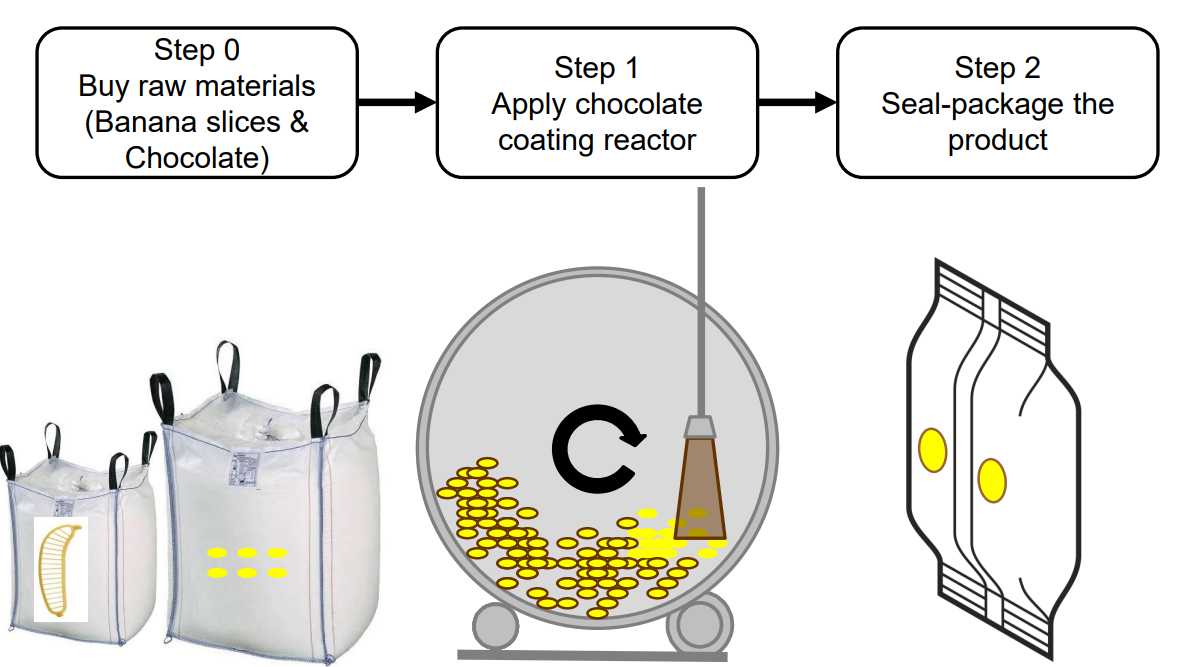 Step 0
Buy raw materials
(Banana slices &
Chocolate)
Step 1
Apply chocolate
coating reactor
Step 2
Seal-package the
product